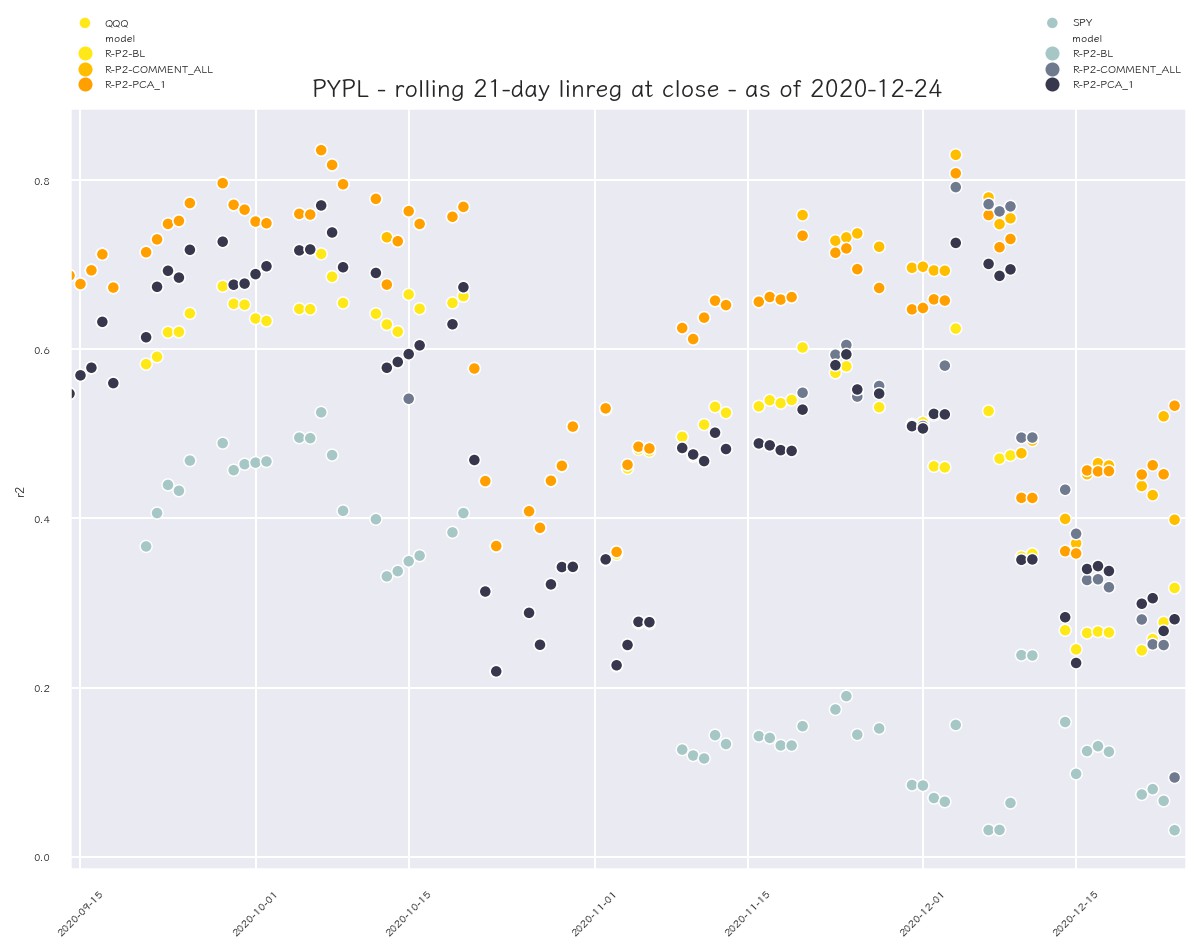 QQQ
model
R-P2-BL
R-P2-COMMENT_ALL
R-P2-PCA_1
SPY
model
R-P2-BL
R-P2-COMMENT_ALL
R-P2-PCA_1
PYPL - rolling 21-day linreg at close - as of 2020-12-24
0.8
0.6
0.4
0.2
0.0
r2
2020-09-15
2020-10-01
2020-10-15
2020-11-01
2020-11-15
2020-12-01
2020-12-15